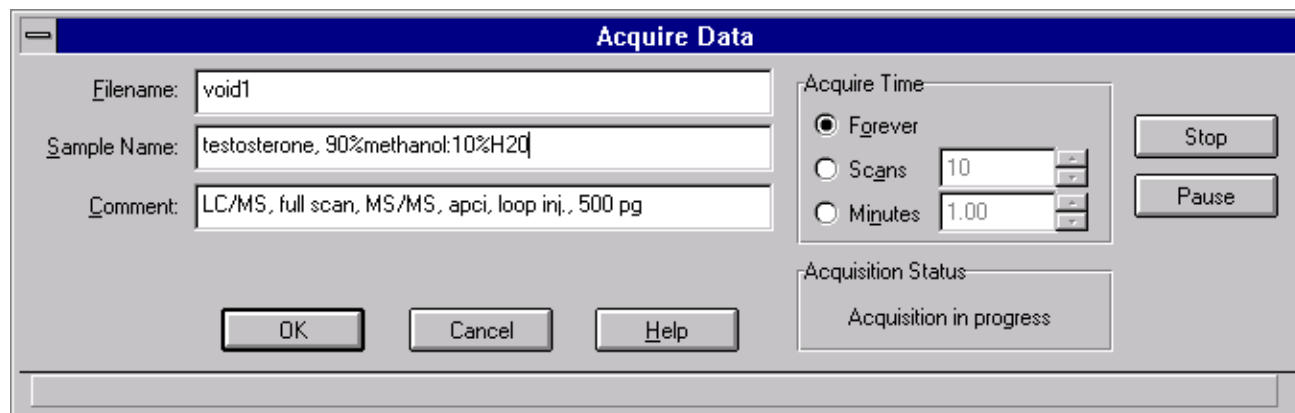 Acquire Data
Filename: void1
Sample Name: testosterone, 90%methanol:10%H20
Comment: LC/MS, full scan, MS/MS, apci, loop inj., 500 pg
OK Cancel Help
Acquire Time
Forever
Scans 10
Minutes 1.00
Acquisition Status
Acquisition in progress
Stop
Pause